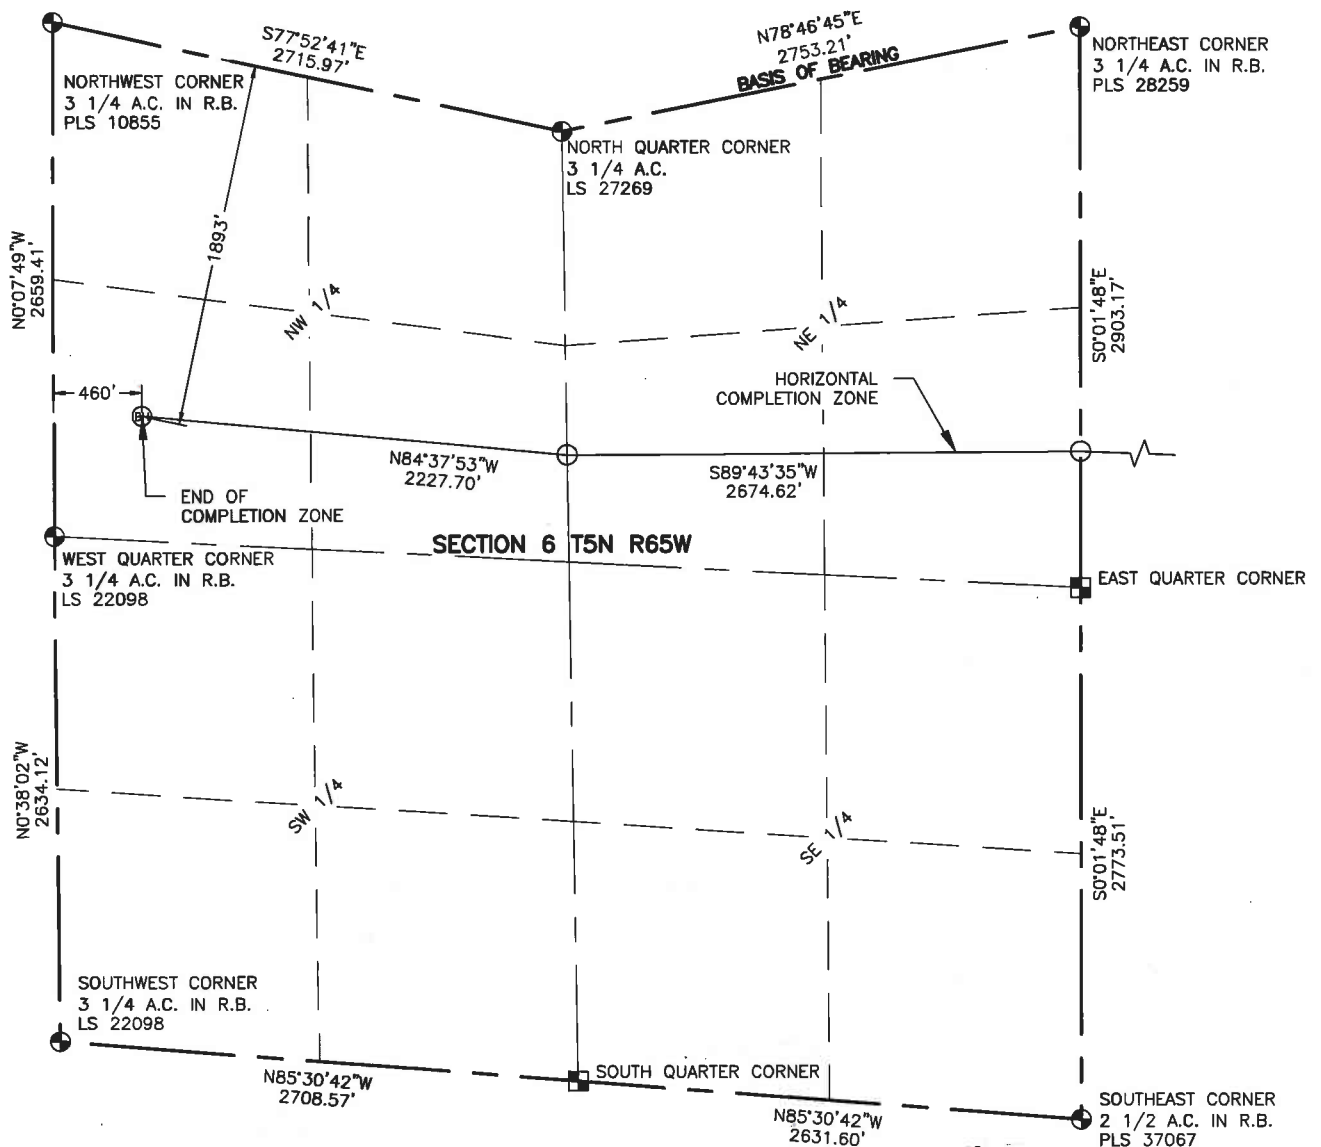 S77°52'41"E
2715.97'
N78°46'45"E
2753.21'
BASIS OF BEARING
NORTHWEST CORNER
3 1/4 A.C. IN R.B.
PLS 10855
NORTHEAST CORNER
3 1/4 A.C. IN R.B.
PLS 28259
NORTH QUARTER CORNER
3 1/4 A.C.
LS 27269
1893'
N0°07'49"W
2659.41'
NW 1/4
NE 1/4
S0°01'48"E
2903.17'
460'
HORIZONTAL
COMPLETION ZONE
N84°37'53"W
2227.70'
S89°43'35"W
2674.62'
END OF
COMPLETION ZONE
SECTION 6 T5N R65W
WEST QUARTER CORNER
3 1/4 A.C. IN R.B.
LS 22098
EAST QUARTER CORNER
N0°38'02"W
2634.12'
SW 1/4
SE 1/4
S0°01'48"E
2773.51'
SOUTHWEST CORNER
3 1/4 A.C. IN R.B.
LS 22098
N85°30'42"W
2708.57'
SOUTH QUARTER CORNER
N85°30'42"W
2631.60'
SOUTHEAST CORNER
2 1/2 A.C. IN R.B.
PLS 37067